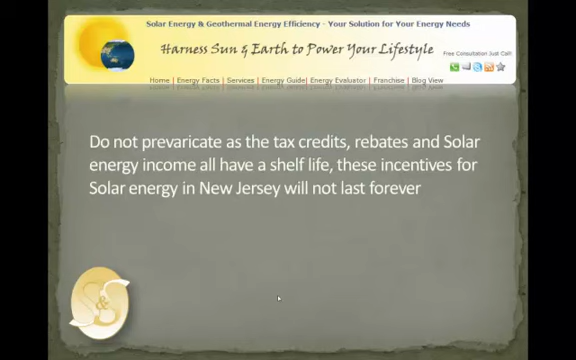 Solar Energy & Geothermal Energy Efficiency - Your Solution for Your Energy Needs
Harness Sun & Earth to Power Your Lifestyle
Free Consultation Just Call!
Home | Energy Facts | Services | Energy Guide| Energy Evaluator | Franchise | Blog View
Do not prevaricate as the tax credits, rebates and Solar
energy income all have a shelf life, these incentives for
Solar energy in New Jersey will not last forever
S&S